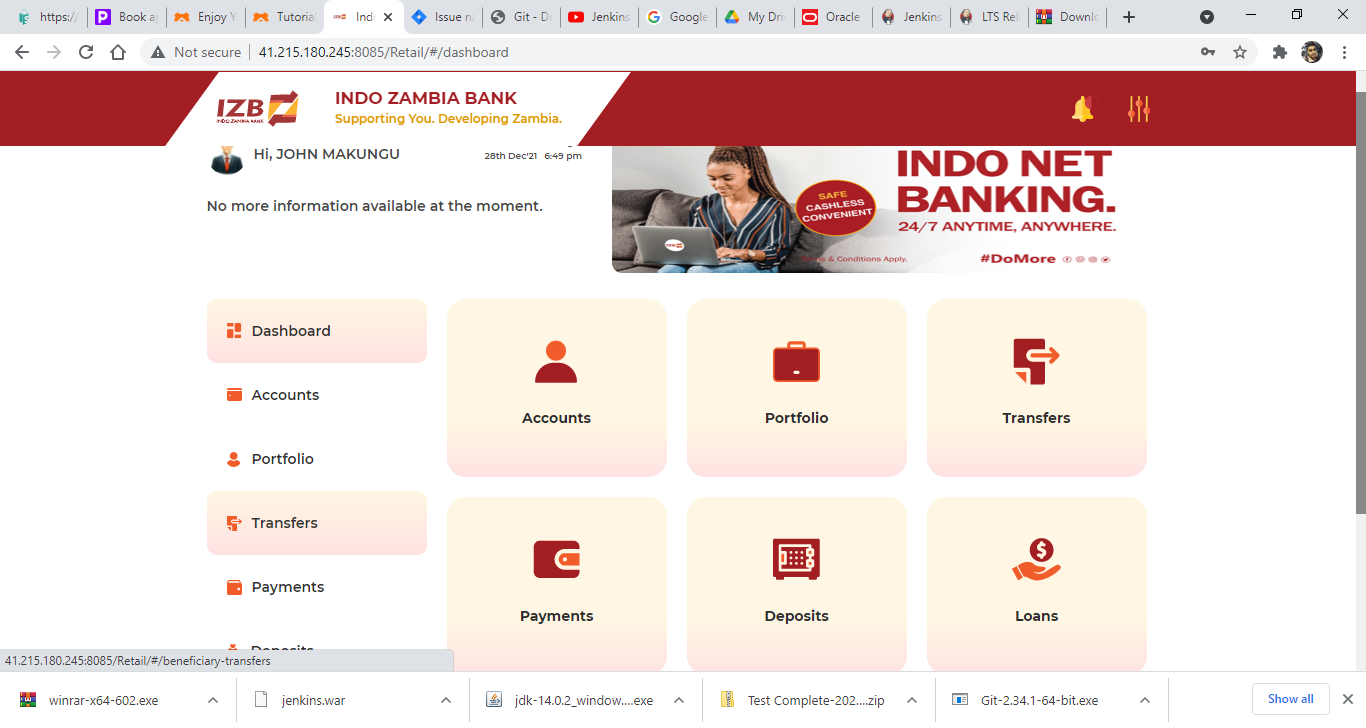 https:/
Book a
Enjoy Y
Tutoria
Ind
Issue na
Git - D
Jenkins
Google
My Dri
Oracle
Jenkins
LTS Rel
Downlo
Not secure
41.215.180.245:8085/Retail/#/dashboard
IZB
INDO ZAMBIA BANK
INDO ZAMBIA BANK
Supporting You. Developing Zambia.
Hi, JOHN MAKUNGU
28th Dec'21 6:49 pm
No more information available at the moment.
INDO NET
BANKING.
24/7 ANYTIME, ANYWHERE.
SAFE
CASHLESS
CONVENIENT
& Conditions Apply.
#DoMore
Dashboard
Accounts
Portfolio
Transfers
Payments
Deposits
Accounts
Portfolio
Transfers
Payments
Deposits
Loans
41.215.180.245:8085/Retail/#/beneficiary-transfers
winrar-x64-602.exe
jenkins.war
jdk-14.0.2_window....exe
Test Complete-202....zip
Git-2.34.1-64-bit.exe
Show all